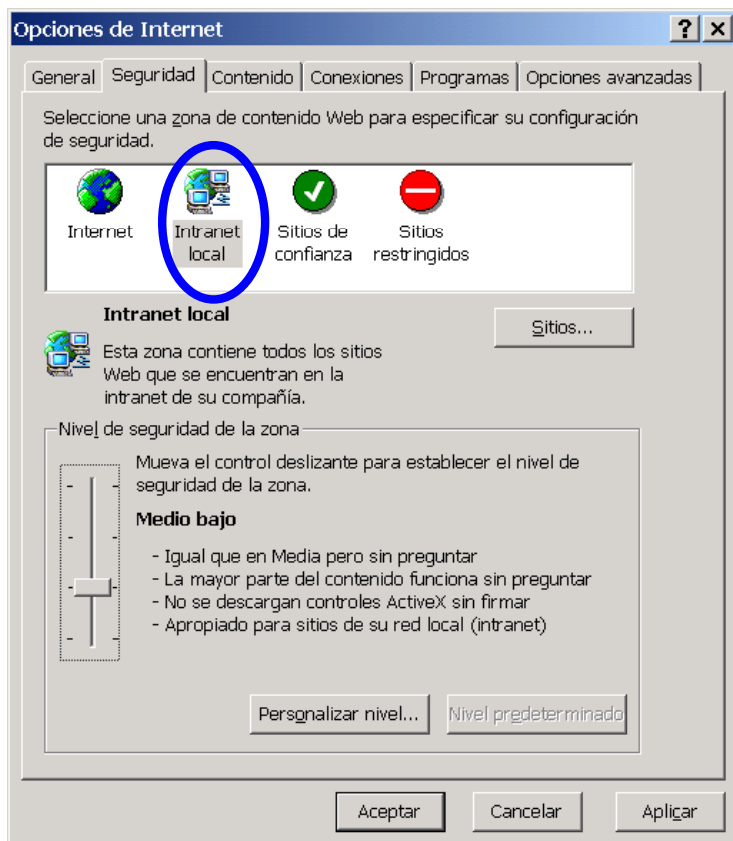 Opciones de Internet
General Seguridad Contenido Conexiones Programas Opciones avanzadas
Seleccione una zona de contenido Web para especificar su configuración
de seguridad.
Internet Intranet local Sitios de confianza Sitios restringidos
Intranet local
Sitios...
Esta zona contiene todos los sitios
Web que se encuentran en la
intranet de su compañía.
Nivel de seguridad de la zona
Mueva el control deslizante para establecer el nivel de
seguridad de la zona.
Medio bajo
- Igual que en Media pero sin preguntar
- La mayor parte del contenido funciona sin preguntar
- No se descargan controles ActiveX sin firmar
- Apropiado para sitios de su red local (intranet)
Personalizar nivel... Nivel predeterminado
Aceptar Cancelar Aplicar